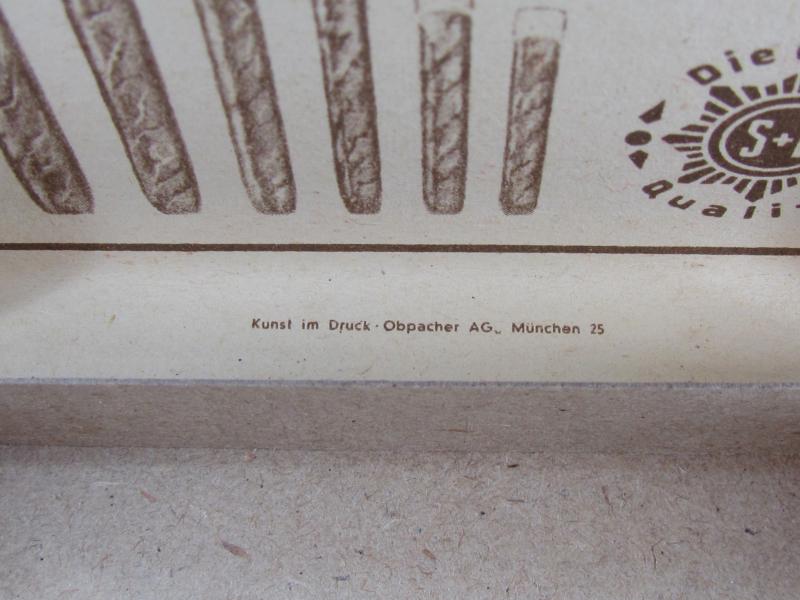 Die
S+
Quali
Kunst im Druck · Obpacher AG., München 25